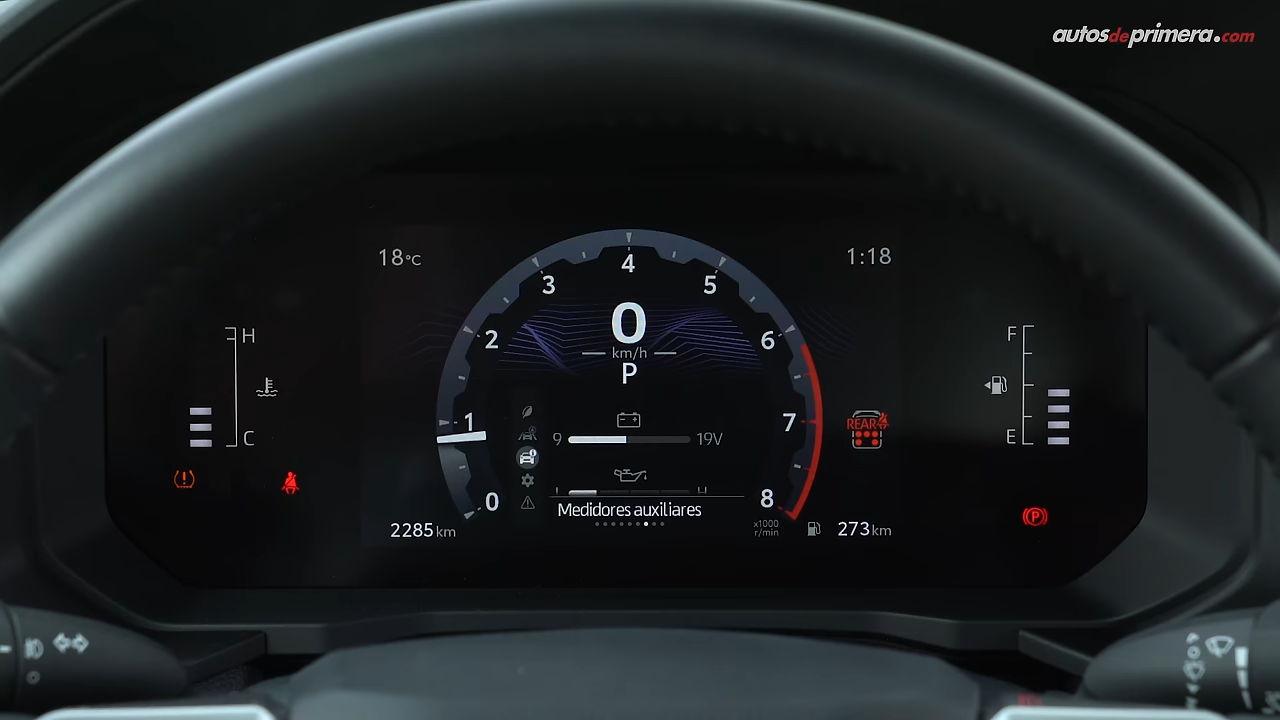 autosdeprimera.com
18°C
1:18
4
3
5
2
6
0
km/h
P
H
F
1
7
REAR
9
19V
C
E
L
H
0
8
Medidores auxiliares
2285 km
x1000
r/min
273 km
P